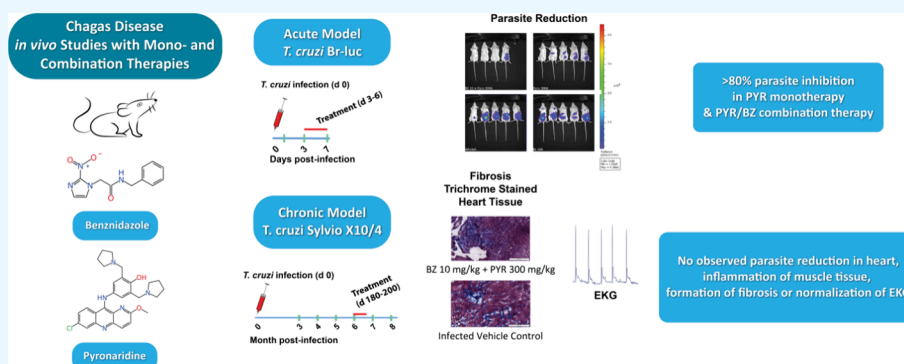 Chagas Disease
in vivo Studies with Mono- and
Combination Therapies
Benznidazole
Pyronaridine
Acute Model
T. cruzi Br-luc
T. cruzi infection (d 0)
Treatment (d 3-6)
0 3 7
Days post-infection
Chronic Model
T. cruzi Sylvio X10/4
T. cruzi infection (d 0)
Treatment
(d 180-200)
0 3 4 5 6 7 8
Month post-infection
Parasite Reduction
Fibrosis
Trichrome Stained
Heart Tissue
BZ 10 mg/kg + PYR 300 mg/kg
Infected Vehicle Control
EKG
>80% parasite inhibition
in PYR monotherapy
& PYR/BZ combination therapy
No observed parasite reduction in heart,
inflammation of muscle tissue,
formation of fibrosis or normalization of EK